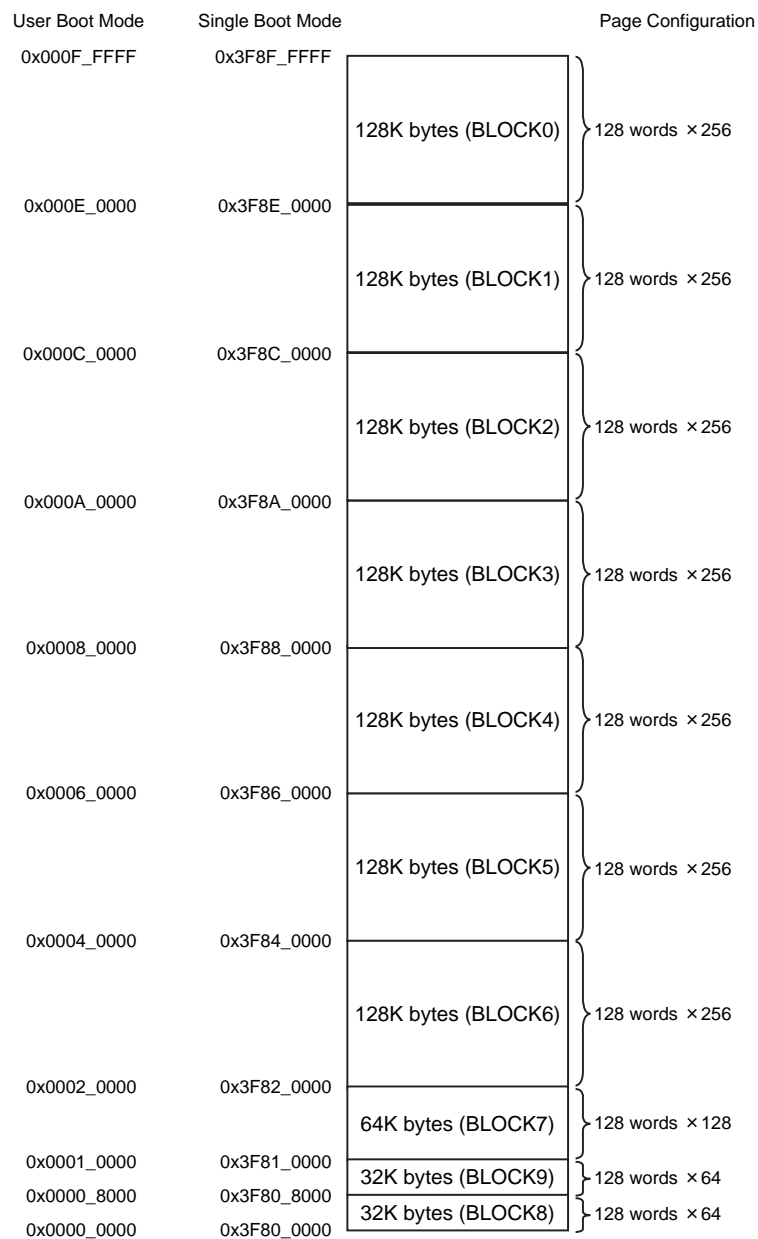 User Boot Mode Single Boot Mode Page Configuration
0x000F_FFFF 0x3F8F_FFFF
128K bytes (BLOCK0) 128 words ×256
0x000E_0000 0x3F8E_0000
128K bytes (BLOCK1) 128 words ×256
0x000C_0000 0x3F8C_0000
128K bytes (BLOCK2) 128 words ×256
0x000A_0000 0x3F8A_0000
128K bytes (BLOCK3) 128 words ×256
0x0008_0000 0x3F88_0000
128K bytes (BLOCK4) 128 words ×256
0x0006_0000 0x3F86_0000
128K bytes (BLOCK5) 128 words ×256
0x0004_0000 0x3F84_0000
128K bytes (BLOCK6) 128 words ×256
0x0002_0000 0x3F82_0000
64K bytes (BLOCK7) 128 words ×128
0x0001_0000 0x3F81_0000
32K bytes (BLOCK9) 128 words ×64
0x0000_8000 0x3F80_8000
32K bytes (BLOCK8) 128 words ×64
0x0000_0000 0x3F80_0000